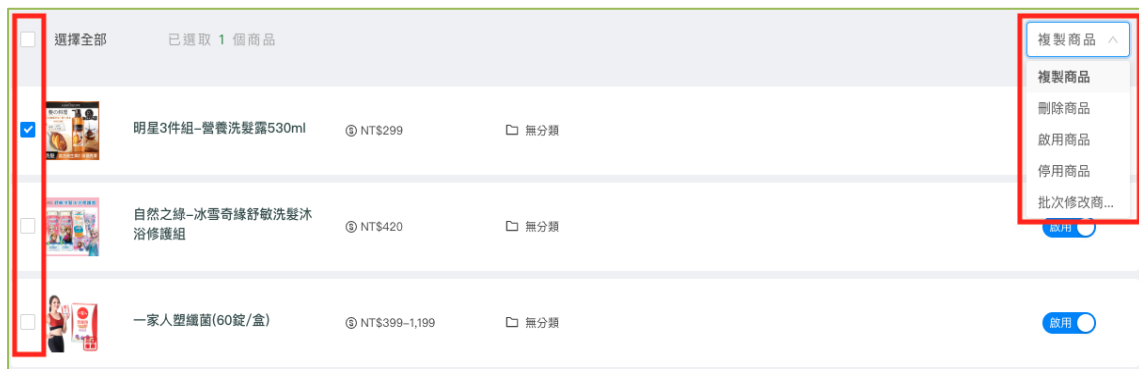 選擇全部
已選取 1 個商品
複製商品
複製商品
刪除商品
啟用商品
停用商品
批次修改商...
明星3件組–營養洗髮露530ml
NT$299
無分類
自然之綠–冰雪奇緣舒敏洗髮沐
浴修護組
NT$420
無分類
啟用
一家人塑纖菌(60錠/盒)
NT$399–1,199
無分類
啟用